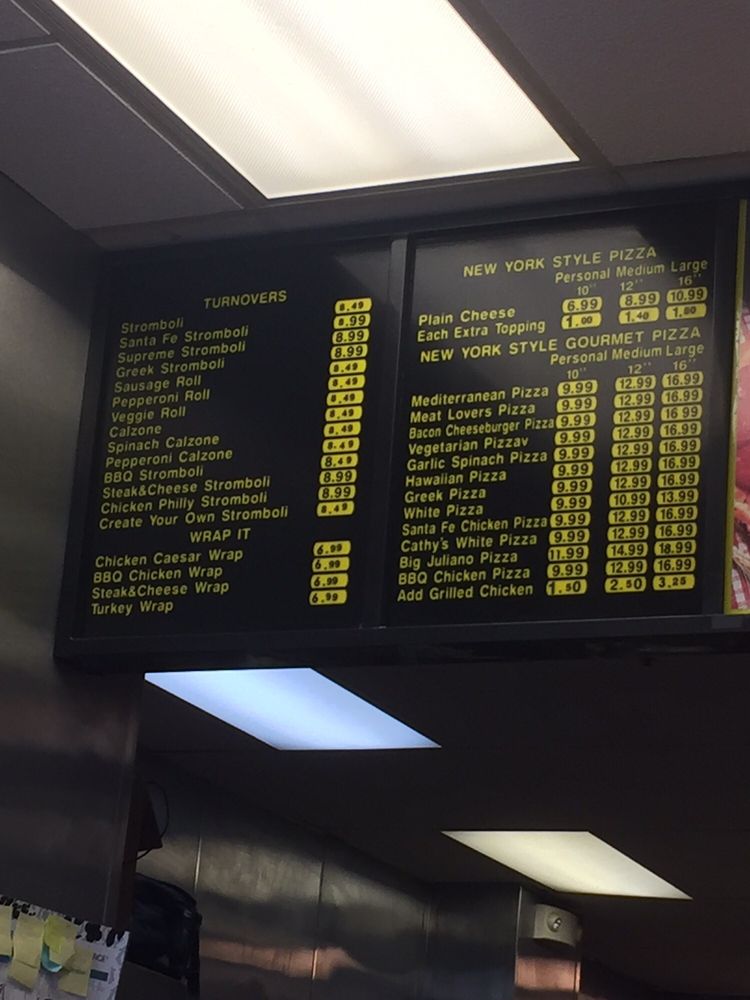 TURNOVERS
Stromboli 8.49
Santa Fe Stromboli 8.99
Supreme Stromboli 8.99
Greek Stromboli 8.99
Sausage Roll 8.49
Pepperoni Roll 8.49
Veggie Roll 8.49
Calzone 8.49
Spinach Calzone 8.49
Pepperoni Calzone 8.49
BBQ Stromboli 8.49
Steak&Cheese Stromboli 8.99
Chicken Philly Stromboli 8.99
Create Your Own Stromboli 8.49
WRAP IT
Chicken Caesar Wrap 6.99
BBQ Chicken Wrap 6.99
Steak&Cheese Wrap 6.99
Turkey Wrap 6.99
NEW YORK STYLE PIZZA
Personal Medium Large
10" 12" 16"
Plain Cheese 6.99 8.99 10.99
Each Extra Topping 1.00 1.40 1.80
NEW YORK STYLE GOURMET PIZZA
Personal Medium Large
10" 12" 16"
Mediterranean Pizza 9.99 12.99 16.99
Meat Lovers Pizza 9.99 12.99 16.99
Bacon Cheeseburger Pizza 9.99 12.99 16.99
Vegetarian Pizzav 9.99 12.99 16.99
Garlic Spinach Pizza 9.99 12.99 16.99
Hawaiian Pizza 9.99 12.99 16.99
Greek Pizza 9.99 12.99 16.99
White Pizza 9.99 10.99 13.99
Santa Fe Chicken Pizza 9.99 12.99 16.99
Cathy's White Pizza 9.99 12.99 16.99
Big Juliano Pizza 11.99 14.99 18.99
BBQ Chicken Pizza 9.99 12.99 16.99
Add Grilled Chicken 1.50 2.50 3.25